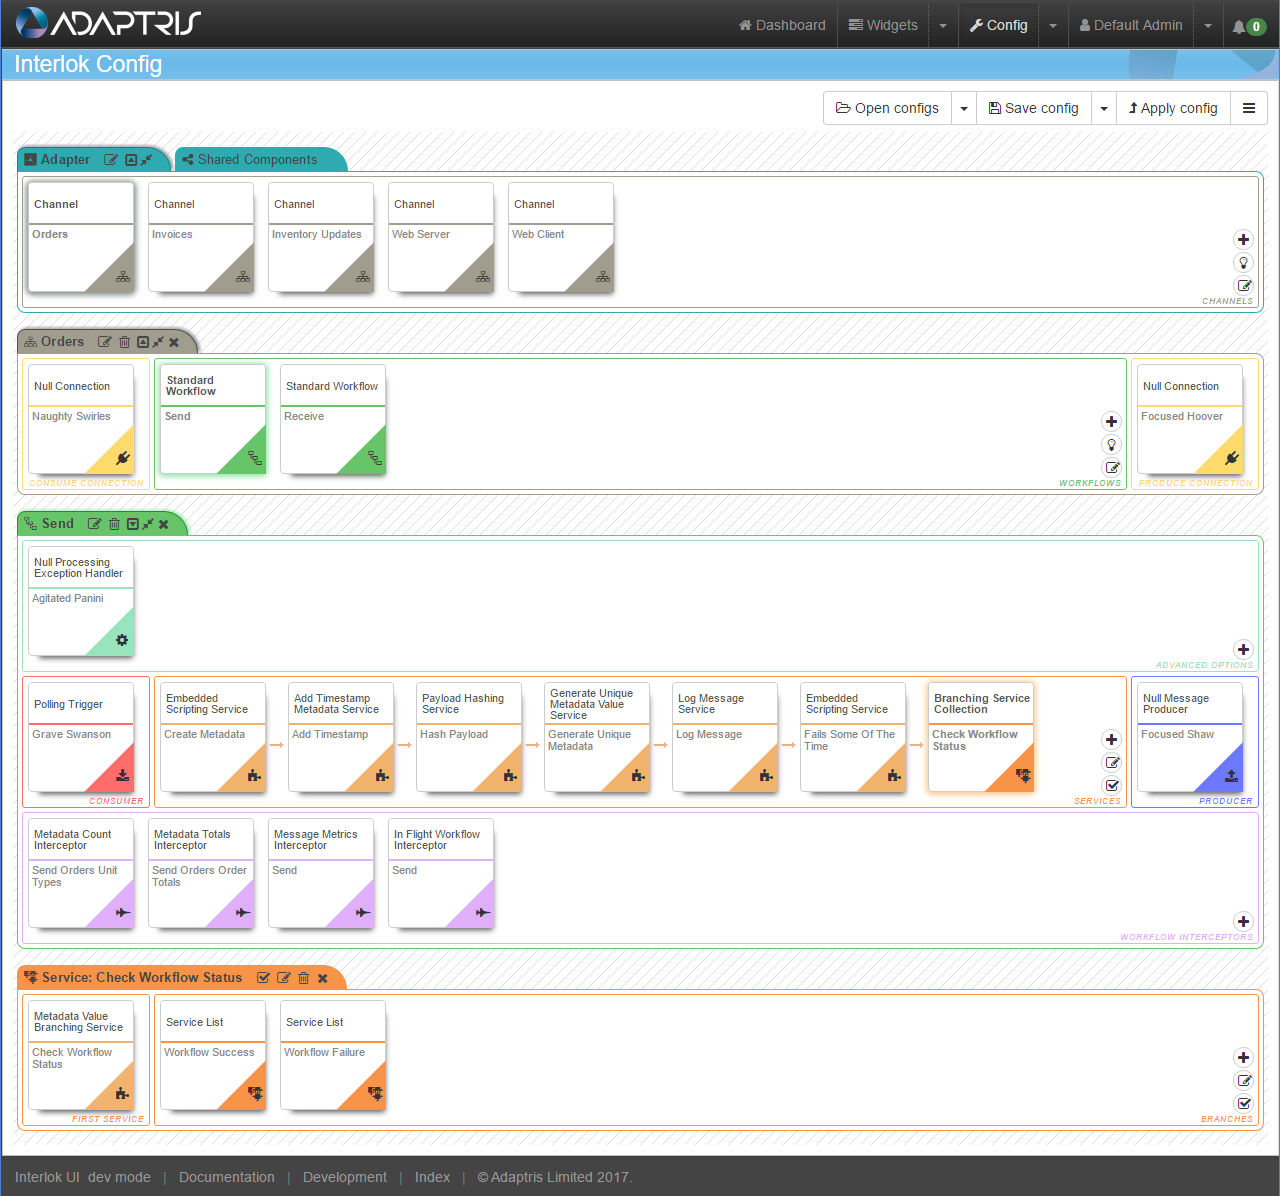 ADAPTRIS
Dashboard Widgets Config Default Admin 0
Interlok Config
Open configs Save config Apply config
Adapter Shared Components
Channel Channel Channel Channel Channel
Orders Invoices Inventory Updates Web Server Web Client
CHANNELS
Orders
Null Connection Standard Workflow Standard Workflow Null Connection
Naughty Swirles Send Receive Focused Hoover
CONSUME CONNECTION WORKFLOWS PRODUCE CONNECTION
Send
Null Processing
Exception Handler
Agitated Panini
ADVANCED OPTIONS
Polling Trigger
Grave Swanson
CONSUMER
Embedded
Scripting Service
Create Metadata
Add Timestamp
Metadata Service
Add Timestamp
Payload Hashing
Service
Hash Payload
Generate Unique
Metadata Value
Service
Generate Unique
Metadata
Log Message
Service
Log Message
Embedded
Scripting Service
Fails Some Of The
Time
Branching Service
Collection
Check Workflow
Status
SERVICES
Null Message
Producer
Focused Shaw
PRODUCER
Metadata Count
Interceptor
Send Orders Unit
Types
Metadata Totals
Interceptor
Send Orders Order
Totals
Message Metrics
Interceptor
Send
In Flight Workflow
Interceptor
Send
WORKFLOW INTERCEPTORS
Service: Check Workflow Status
Metadata Value
Branching Service
Check Workflow
Status
FIRST SERVICE
Service List
Workflow Success
Service List
Workflow Failure
BRANCHES
Interlok UI dev mode | Documentation | Development | Index | © Adaptris Limited 2017.